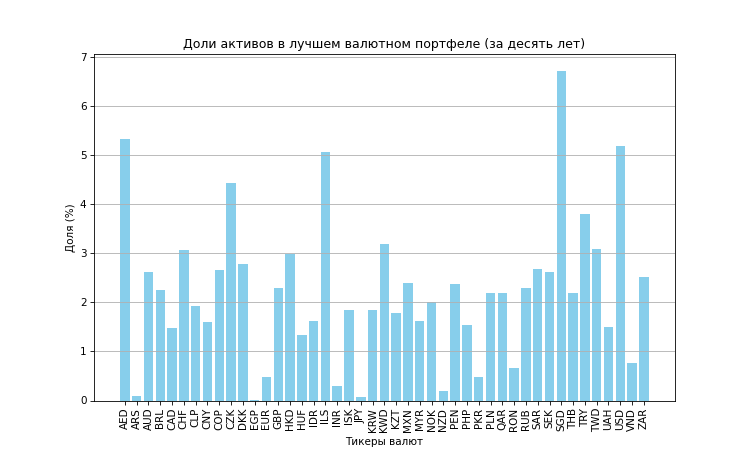 Доли активов в лучшем валютном портфеле (за десять лет)
Доля (%)
7
6
5
4
3
2
1
0
AED ARS AUD BRL CAD CHF CLP CNY COP CZK DKK EGP EUR GBP HKD HUF IDR ILS INR ISK JPY KRW KWD KZT MXN MYR NOK NZD PEN PHP PKR PLN QAR RON RUB SAR SEK SGD THB TRY TWD UAH USD VND ZAR
Тикеры валют